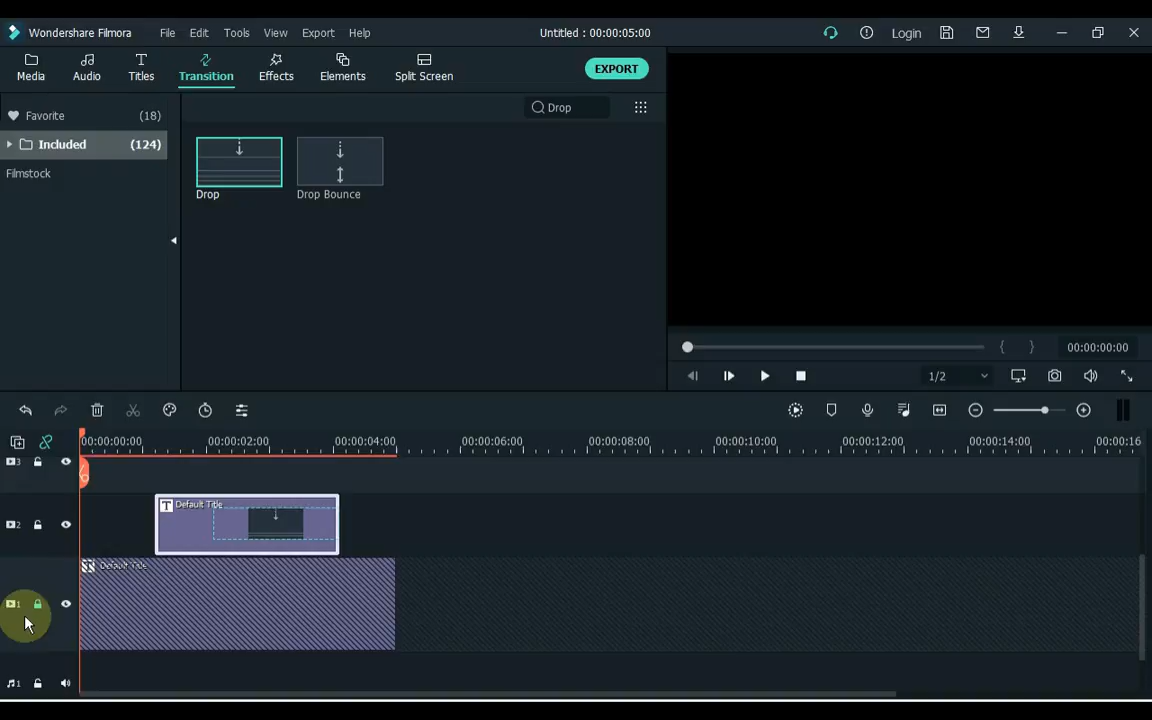 Wondershare Filmora File Edit Tools View Export Help Untitled : 00:00:05:00 Login
Media Audio Titles Transition Effects Elements Split Screen EXPORT
Favorite (18) Drop
Included (124)
Filmstock
Drop Drop Bounce
00:00:00:00
1/2
00:00:00:00 00:00:02:00 00:00:04:00 00:00:06:00 00:00:08:00 00:00:10:00 00:00:12:00 00:00:14:00 00:00:16
3
T Default Title
2
Default Title
1
1